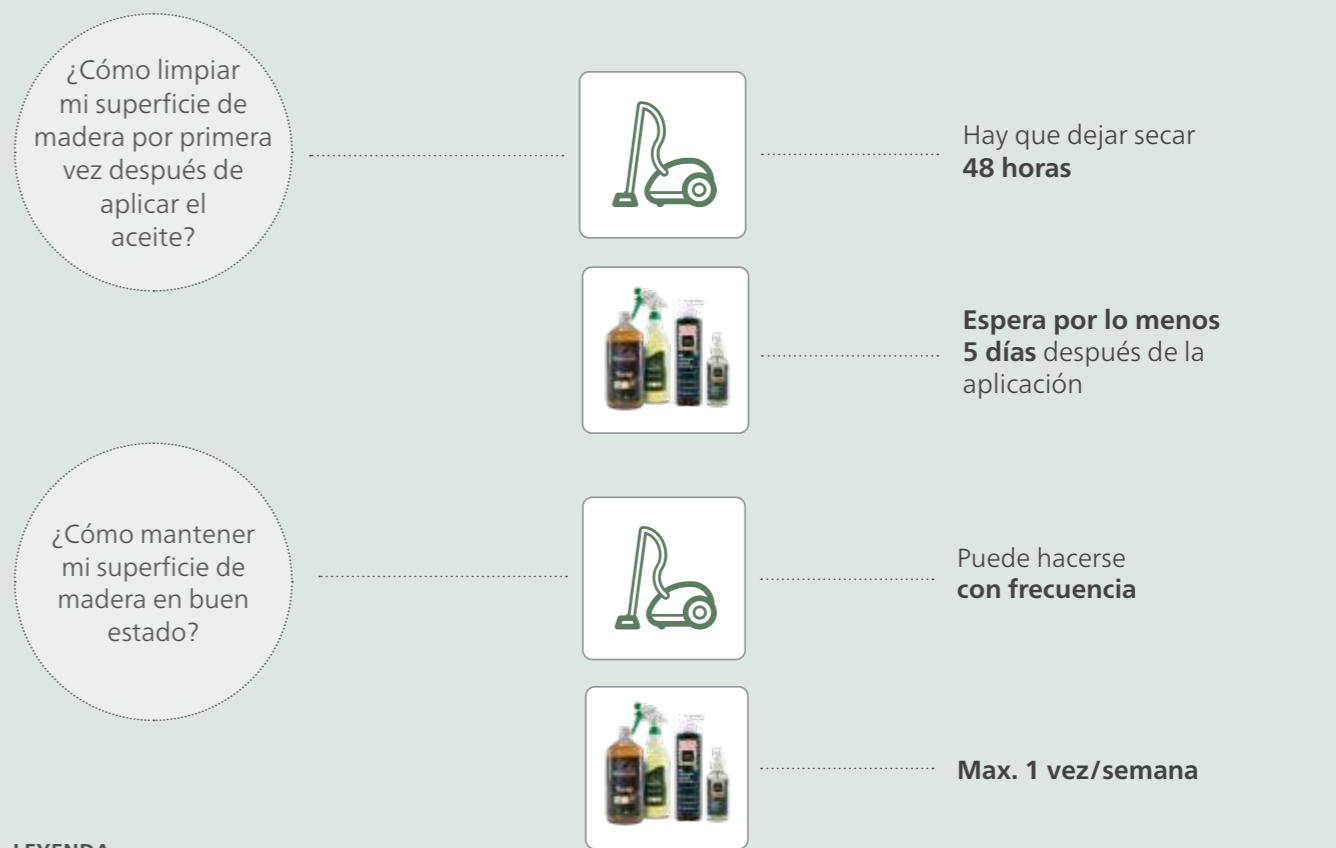 ¿Cómo limpiar
mi superficie de
madera por primera
vez después de
aplicar el
aceite?
Hay que dejar secar
48 horas
Espera por lo menos
5 días después de la
aplicación
¿Cómo mantener
mi superficie de
madera en buen
estado?
Puede hacerse
con frecuencia
Max. 1 vez/semana
LEYENDA